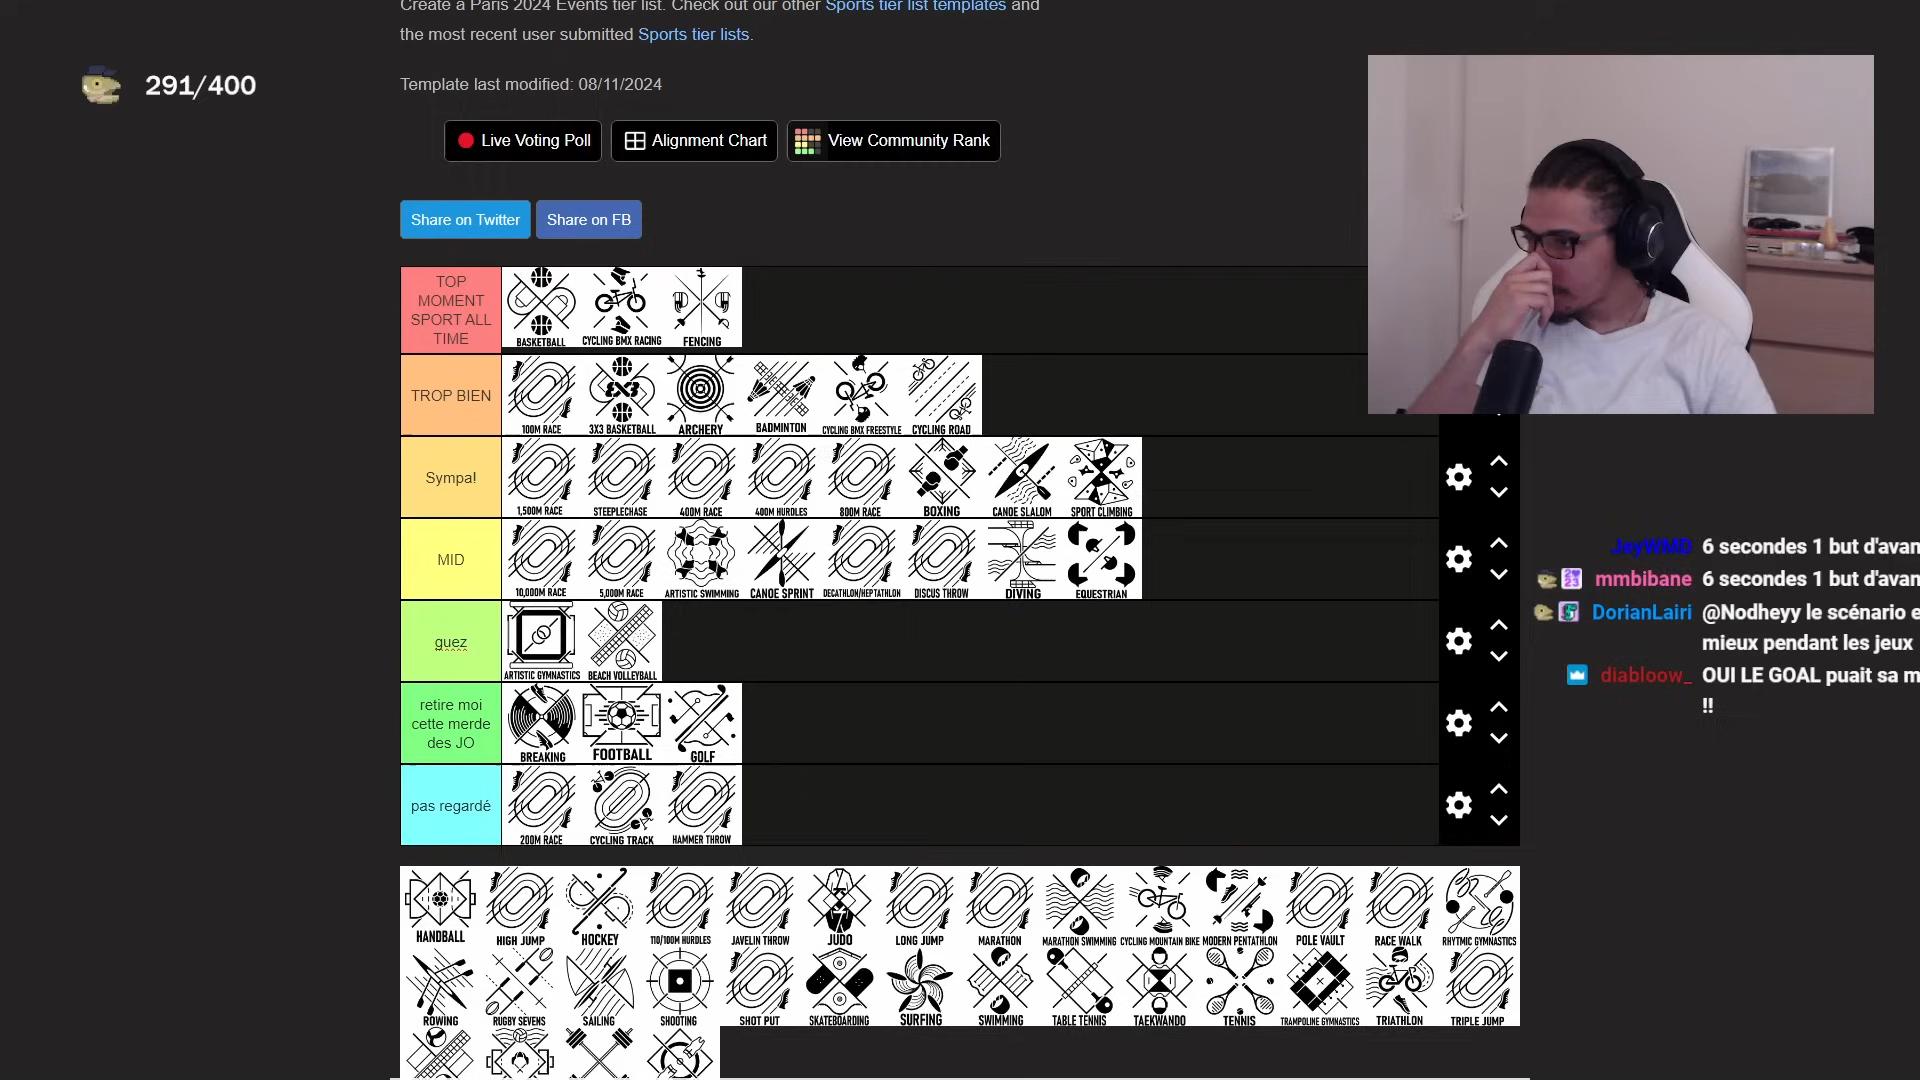 Create a Paris 2024 Events tier list. Check out our other Sports tier list templates and
the most recent user submitted Sports tier lists.
291/400
Template last modified: 08/11/2024
Live Voting Poll
Alignment Chart
View Community Rank
Share on Twitter
Share on FB
TOP
MOMENT
SPORT ALL
TIME
BASKETBALL
CYCLING BMX RACING
FENCING
TROP BIEN
100M RACE
3X3
3X3 BASKETBALL
ARCHERY
BADMINTON
CYCLING BMX FREESTYLE
CYCLING ROAD
Sympa!
1,500M RACE
STEEPLECHASE
400M RACE
400M HURDLES
800M RACE
BOXING
CANOE SLALOM
SPORT CLIMBING
MID
10,000M RACE
5,000M RACE
ARTISTIC SWIMMING
CANOE SPRINT
DECATHLON/HEPTATHLON
DISCUS THROW
DIVING
EQUESTRIAN
guez
ARTISTIC GYMNASTICS
BEACH VOLLEYBALL
retire moi
cette merde
des JO
BREAKING
FOOTBALL
GOLF
pas regardé
200M RACE
CYCLING TRACK
HAMMER THROW
HANDBALL
HIGH JUMP
HOCKEY
110/100M HURDLES
JAVELIN THROW
JUDO
LONG JUMP
MARATHON
MARATHON SWIMMING
CYCLING MOUNTAIN BIKE
MODERN PENTATHLON
POLE VAULT
RACE WALK
RHYTMIC GYMNASTICS
ROWING
RUGBY SEVENS
SAILING
SHOOTING
SHOT PUT
SKATEBOARDING
SURFING
SWIMMING
TABLE TENNIS
TAEKWANDO
TENNIS
TRAMPOLINE GYMNASTICS
TRIATHLON
TRIPLE JUMP
JeyWMD 6 secondes 1 but d'avan
mmbibane 6 secondes 1 but d'avan
DorianLairi @Nodheyy le scénario e
mieux pendant les jeux
diabloow_ OUI LE GOAL puait sa m
!!